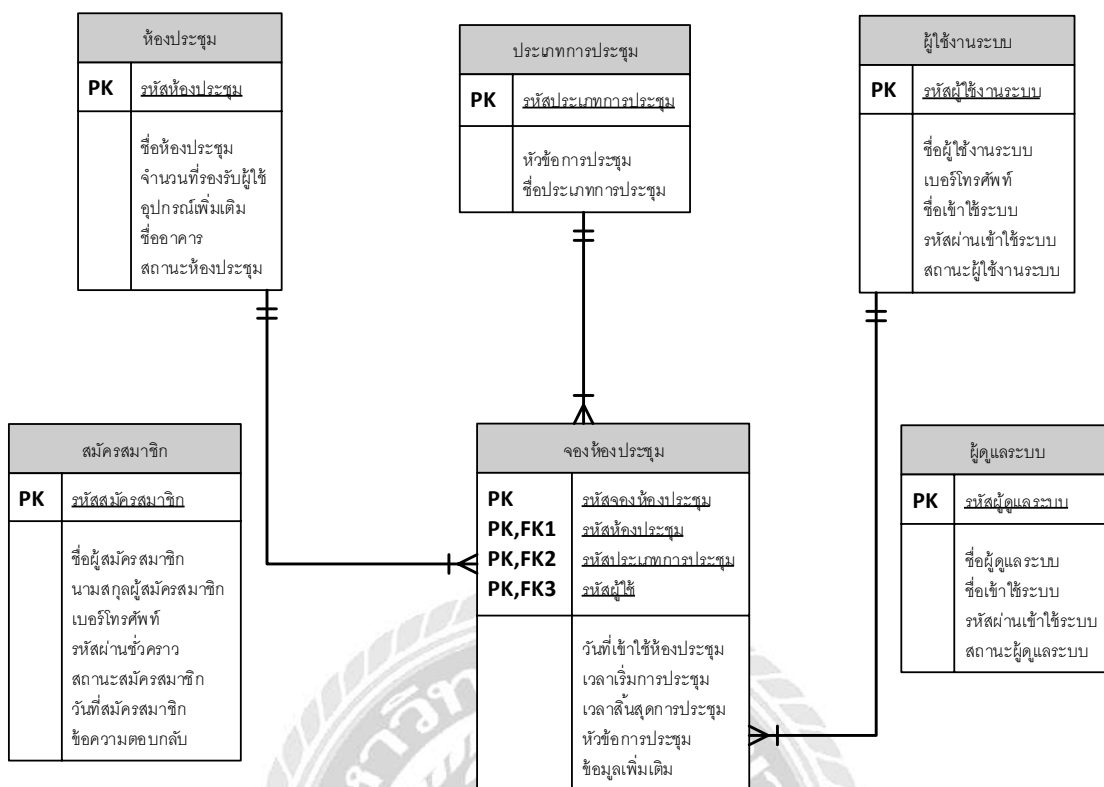 ห้องประชุม
PK รหัสห้องประชุม
ชื่อห้องประชุม
จำนวนที่รองรับผู้ใช้
อุปกรณ์เพิ่มเติม
ชื่ออาคาร
สถานะห้องประชุม
ประเภทการประชุม
PK รหัสประเภทการประชุม
หัวข้อการประชุม
ชื่อประเภทการประชุม
ผู้ใช้งานระบบ
PK รหัสผู้ใช้งานระบบ
ชื่อผู้ใช้งานระบบ
เบอร์โทรศัพท์
ชื่อเข้าใช้ระบบ
รหัสผ่านเข้าใช้ระบบ
สถานะผู้ใช้งานระบบ
สมัครสมาชิก
PK รหัสสมัครสมาชิก
ชื่อผู้สมัครสมาชิก
นามสกุลผู้สมัครสมาชิก
เบอร์โทรศัพท์
รหัสผ่านชั่วคราว
สถานะสมัครสมาชิก
วันที่สมัครสมาชิก
ข้อความตอบกลับ
จองห้องประชุม
PK รหัสจองห้องประชุม
PK,FK1 รหัสห้องประชุม
PK,FK2 รหัสประเภทการประชุม
PK,FK3 รหัสผู้ใช้
วันที่เข้าใช้ห้องประชุม
เวลาเริ่มการประชุม
เวลาสิ้นสุดการประชุม
หัวข้อการประชุม
ข้อมูลเพิ่มเติม
ผู้ดูแลระบบ
PK รหัสผู้ดูแลระบบ
ชื่อผู้ดูแลระบบ
ชื่อเข้าใช้ระบบ
รหัสผ่านเข้าใช้ระบบ
สถานะผู้ดูแลระบบ